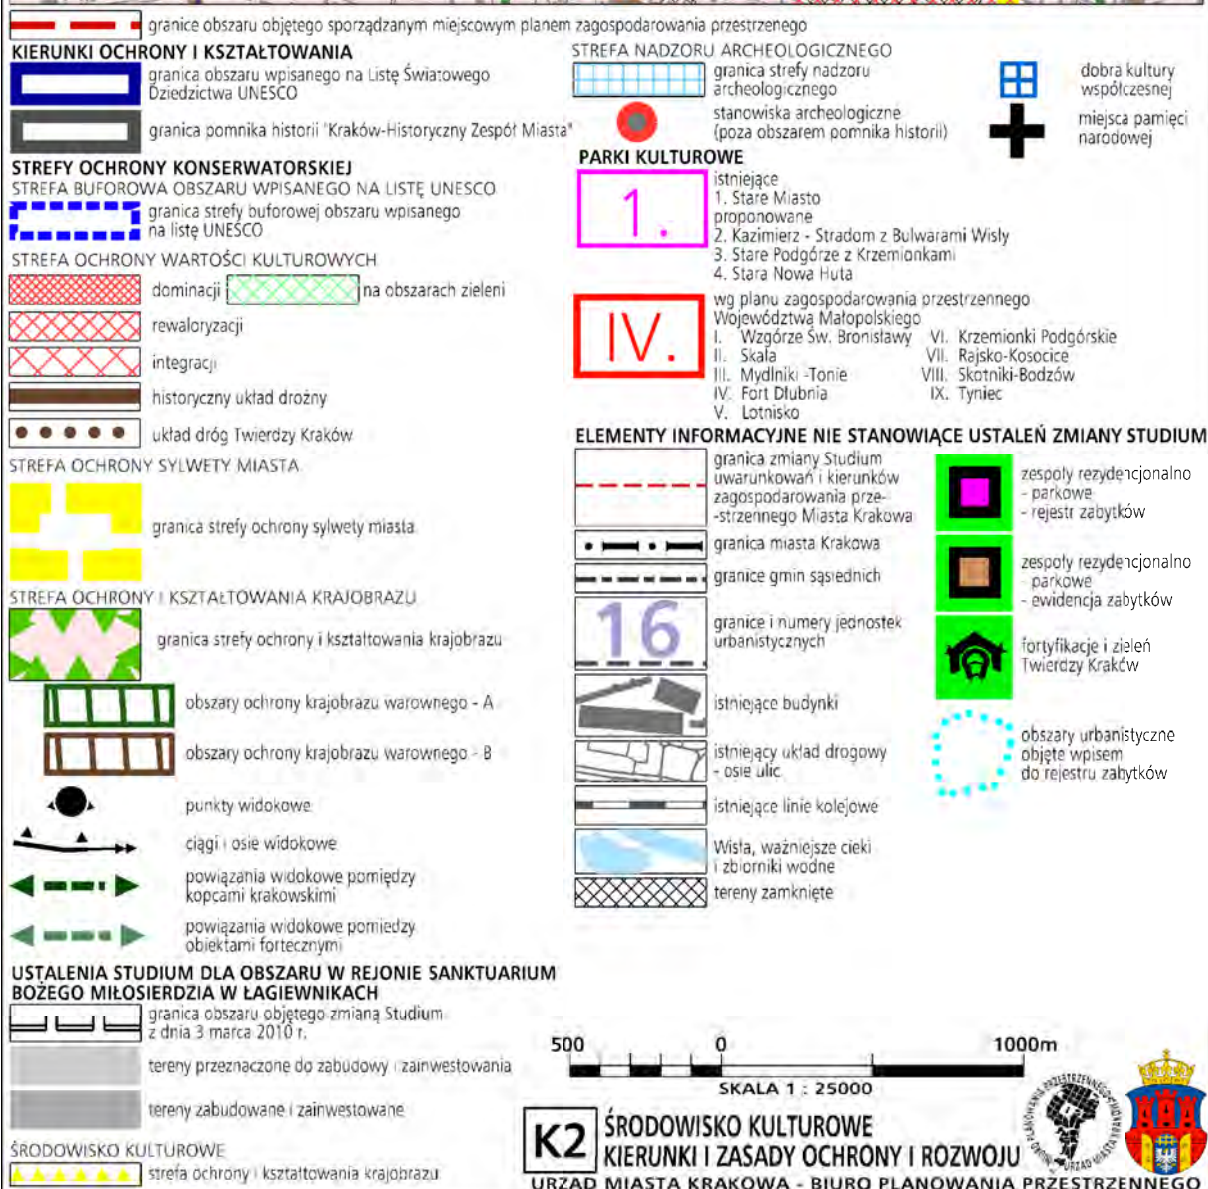 granice obszaru objętego sporządzanym miejscowym planem zagospodarowania przestrzenego
KIERUNKI OCHRONY I KSZTAŁTOWANIA
granica obszaru wpisanego na Listę Światowego
Dziedzictwa UNESCO
granica pomnika historii "Kraków-Historyczny Zespół Miasta"
STREFY OCHRONY KONSERWATORSKIEJ
STREFA BUFOROWA OBSZARU WPISANEGO NA LISTĘ UNESCO
granica strefy buforowej obszaru wpisanego
na listę UNESCO
STREFA OCHRONY WARTOŚCI KULTUROWYCH
dominacji
na obszarach zieleni
rewaloryzacji
integracji
historyczny układ drożny
układ dróg Twierdzy Kraków
STREFA OCHRONY SYLWETY MIASTA
granica strefy ochrony sylwety miasta
STREFA OCHRONY I KSZTAŁTOWANIA KRAJOBRAZU
granica strefy ochrony i kształtowania krajobrazu
obszary ochrony krajobrazu warownego - A
obszary ochrony krajobrazu warownego - B
punkty widokowe
ciągi i osie widokowe
powiązania widokowe pomiędzy
kopcami krakowskimi
powiązania widokowe pomiedzy
obiektami fortecznymi
USTALENIA STUDIUM DLA OBSZARU W REJONIE SANKTUARIUM
BOŻEGO MIŁOSIERDZIA W ŁAGIEWNIKACH
granica obszaru objętego zmianą Studium
z dnia 3 marca 2010 r.
tereny przeznaczone do zabudowy i zainwestowania
tereny zabudowane i zainwestowane
ŚRODOWISKO KULTUROWE
strefa ochrony i kształtowania krajobrazu
STREFA NADZORU ARCHEOLOGICZNEGO
granica strefy nadzoru
archeologicznego
stanowiska archeologiczne
(poza obszarem pomnika historii)
dobra kultury
współczesnej
miejsca pamięci
narodowej
PARKI KULTUROWE
1.
istniejące
1. Stare Miasto
proponowane
2. Kazimierz - Stradom z Bulwarami Wisly
3. Stare Podgórze z Krzemionkami
4. Stara Nowa Huta
IV.
wg planu zagospodarowania przestrzennego
Województwa Małopolskiego
I. Wzgórze Św. Bronisławy
II. Skala
III. Mydlniki -Tonie
IV. Fort Dłubnia
V. Lotnisko
VI. Krzemionki Podgórskie
VII. Rajsko-Kosocice
VIII. Skotniki-Bodzów
IX. Tyniec
ELEMENTY INFORMACYJNE NIE STANOWIĄCE USTALEŃ ZMIANY STUDIUM
granica zmiany Studium
uwarunkowań i kierunków
zagospodarowania prze-
-strzennego Miasta Krakowa
granica miasta Krakowa
granice gmin sąsiednich
16
granice i numery jednostek
urbanistycznych
istniejące budynki
istniejący układ drogowy
- osie ulic
istniejące linie kolejowe
Wisła, ważniejsze cieki
i zbiorniki wodne
tereny zamknięte
zespoły rezydencjonalno
- parkowe
- rejestr zabytków
zespoły rezydencjonalno
- parkowe
- ewidencja zabytków
fortyfikacje i zieleń
Twierdzy Kraków
obszary urbanistyczne
objęte wpisem
do rejestru zabytków
500 0 1000m
SKALA 1 : 25000
K2
ŚRODOWISKO KULTUROWE
KIERUNKI I ZASADY OCHRONY I ROZWOJU
URZĄD MIASTA KRAKOWA - BIURO PLANOWANIA PRZESTRZENNEGO